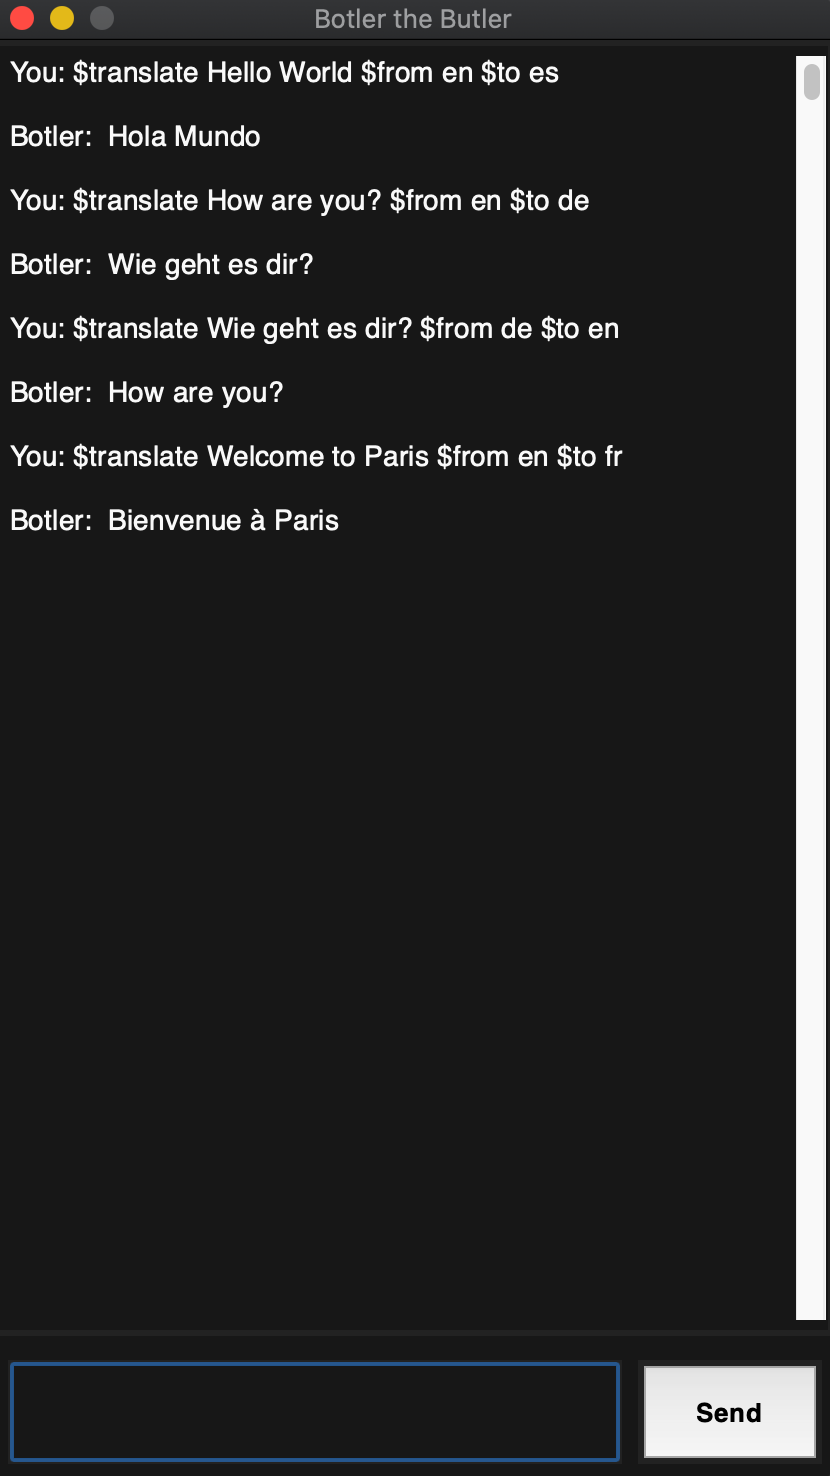 Botler the Butler
You: $translate Hello World $from en $to es
Botler:  Hola Mundo
You: $translate How are you? $from en $to de
Botler:  Wie geht es dir?
You: $translate Wie geht es dir? $from de $to en
Botler:  How are you?
You: $translate Welcome to Paris $from en $to fr
Botler:  Bienvenue à Paris
Send